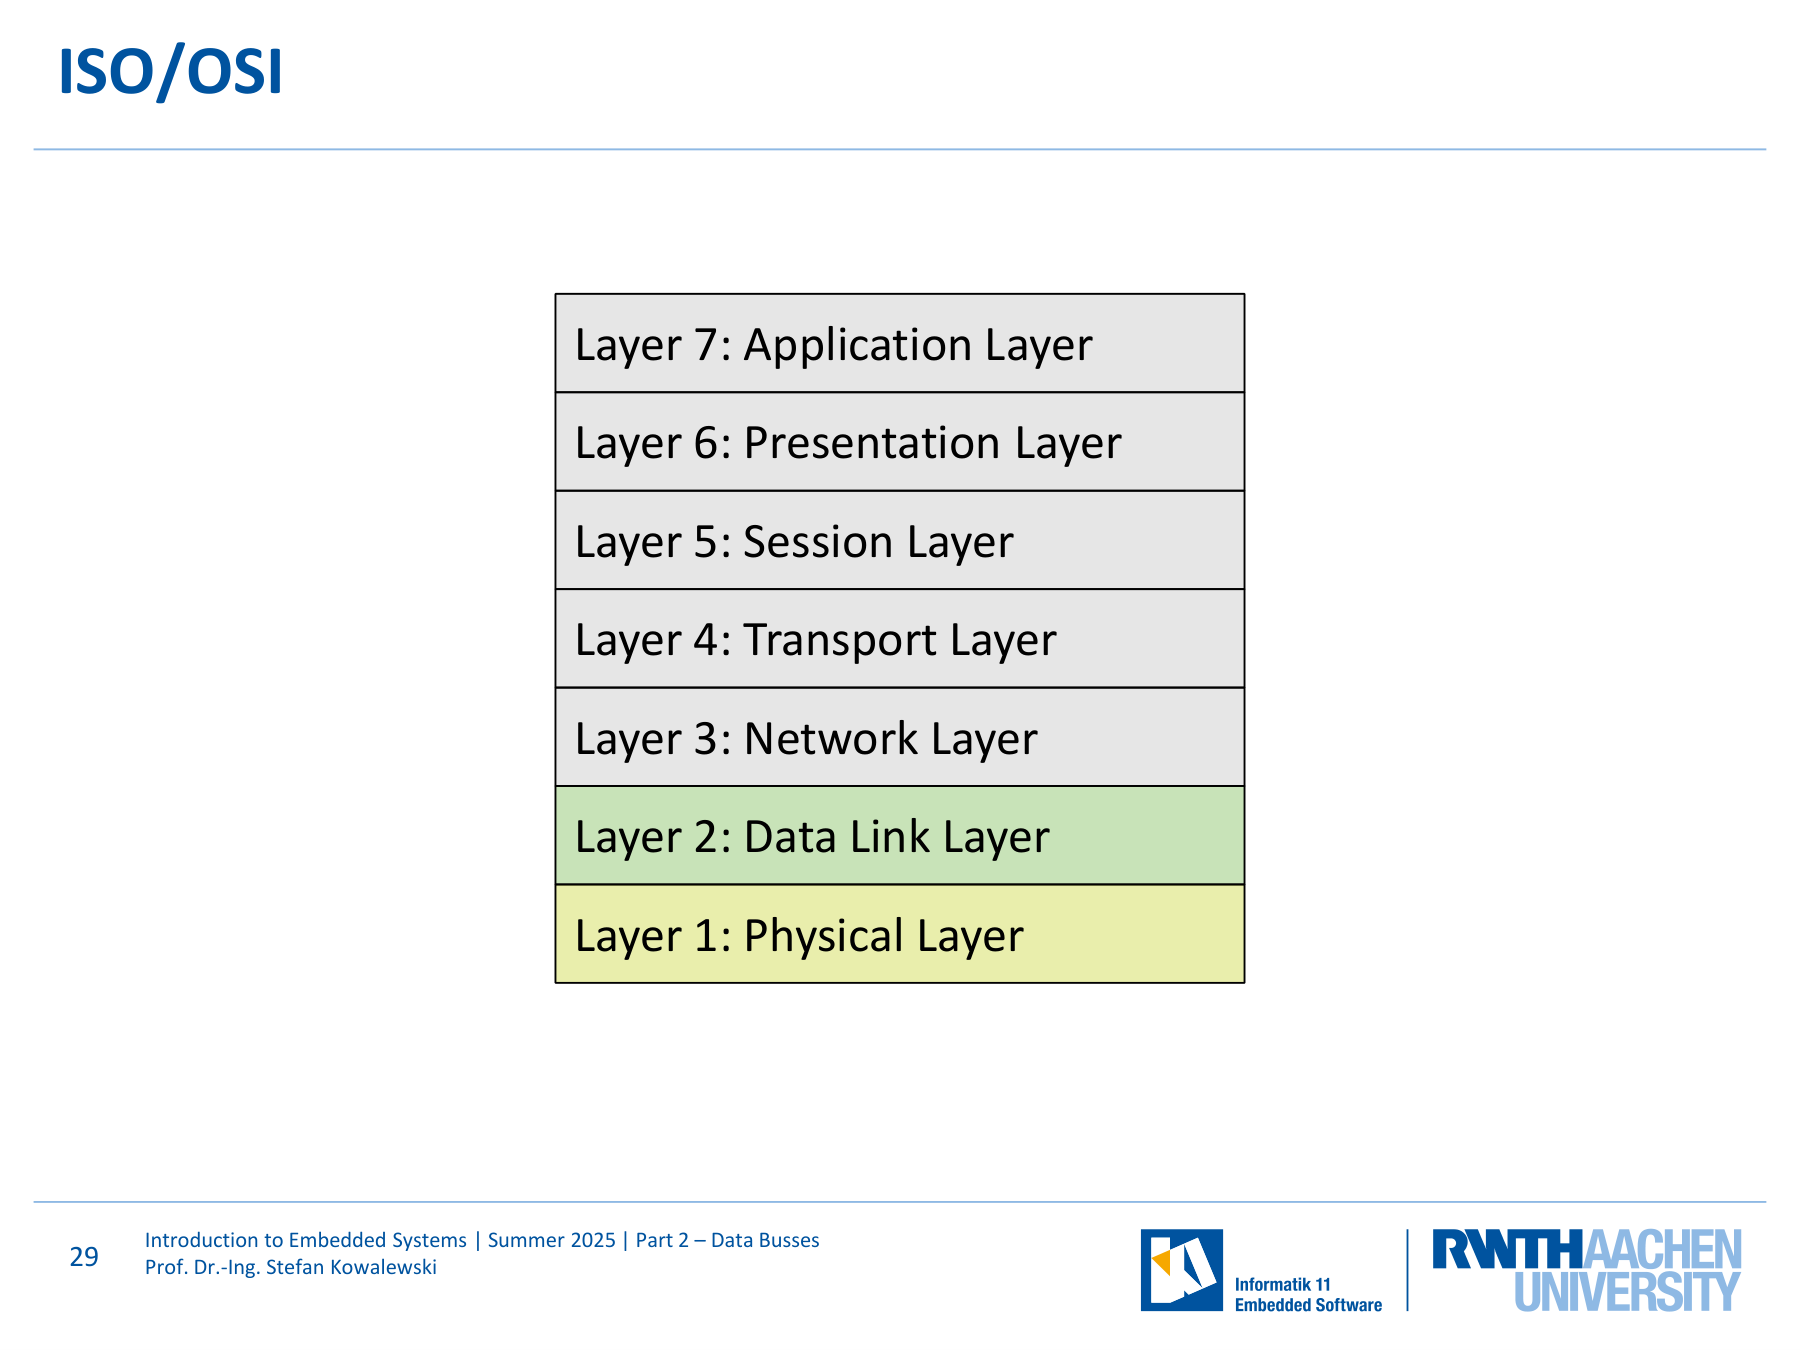 ISO/OSI
Layer 7: Application Layer
Layer 6: Presentation Layer
Layer 5: Session Layer
Layer 4: Transport Layer
Layer 3: Network Layer
Layer 2: Data Link Layer
Layer 1: Physical Layer
29
Introduction to Embedded Systems | Summer 2025 | Part 2 – Data Busses
Prof. Dr.-Ing. Stefan Kowalewski
Informatik 11
Embedded Software
RWTHAACHEN
UNIVERSITY